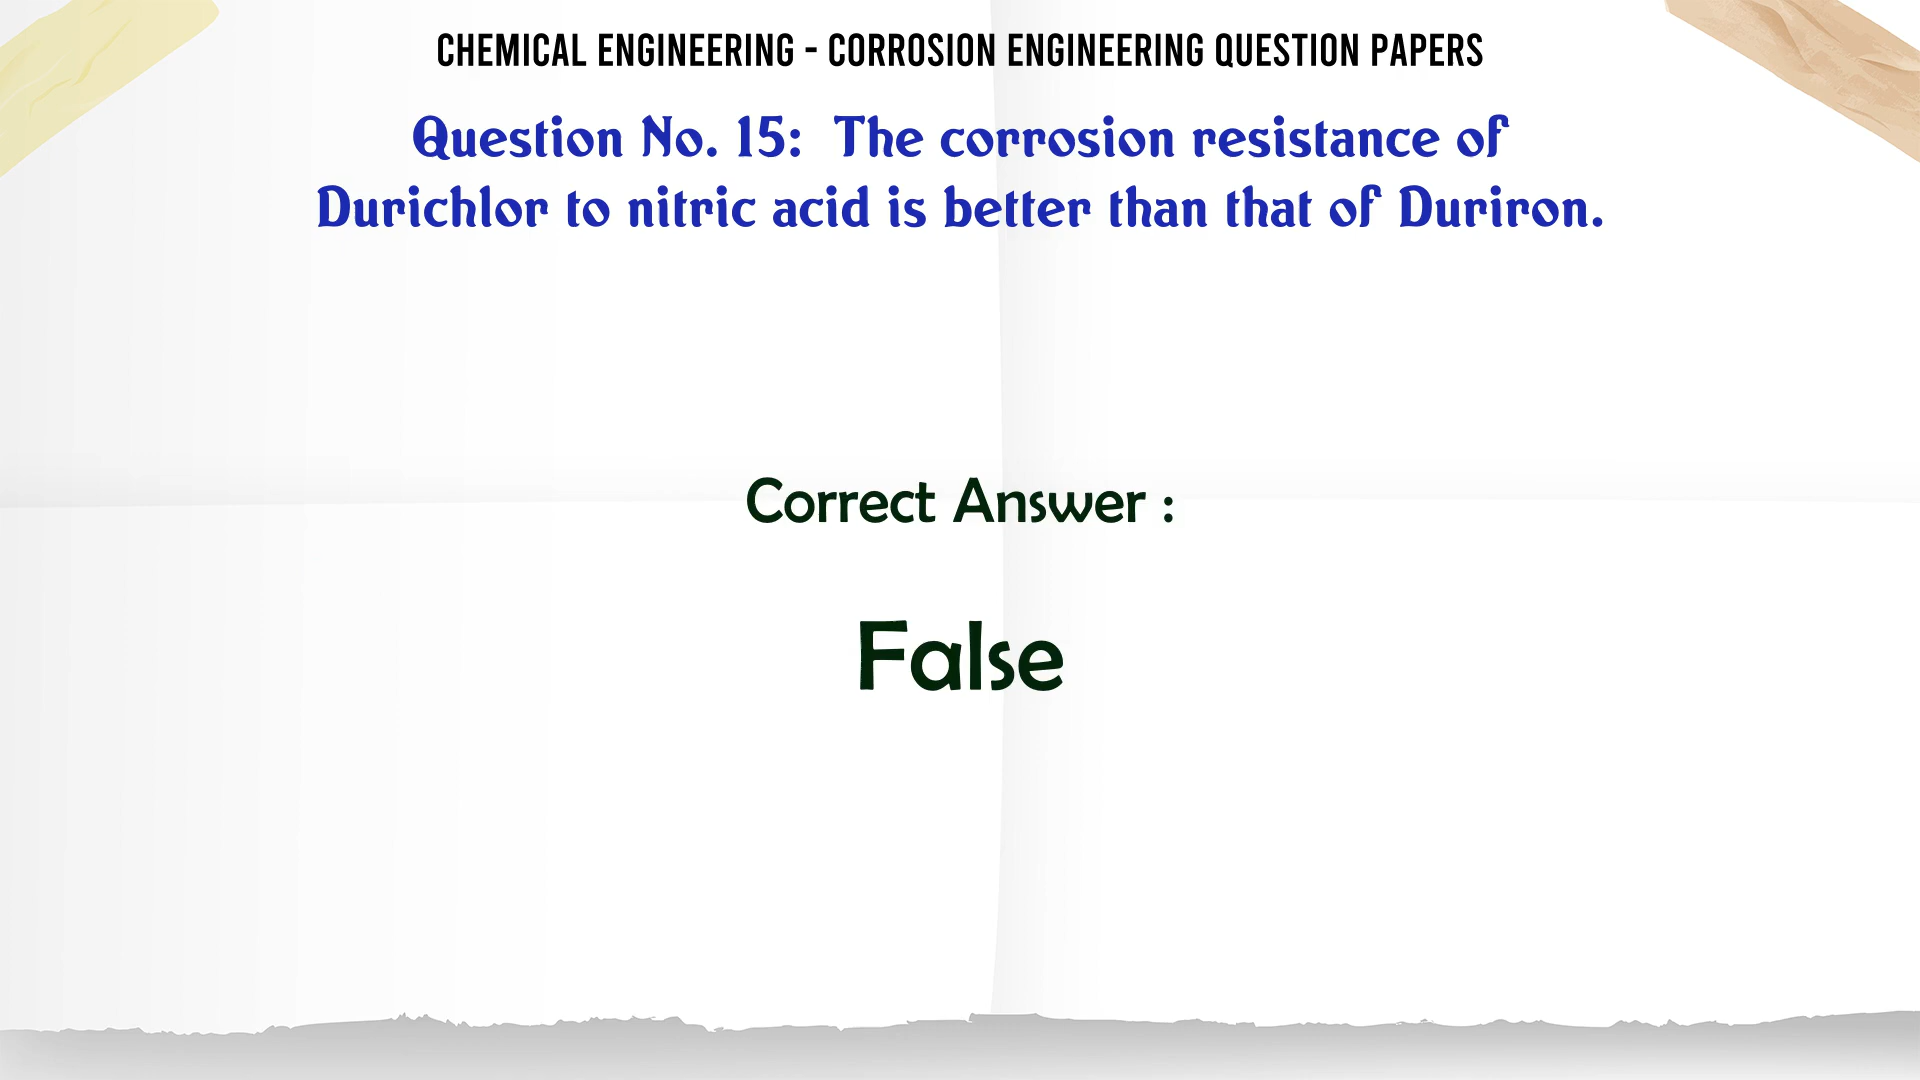 CHEMICAL ENGINEERING - CORROSION ENGINEERING QUESTION PAPERS
Question No. 15: The corrosion resistance of
Durichlor to nitric acid is better than that of Duriron.
Correct Answer :
False